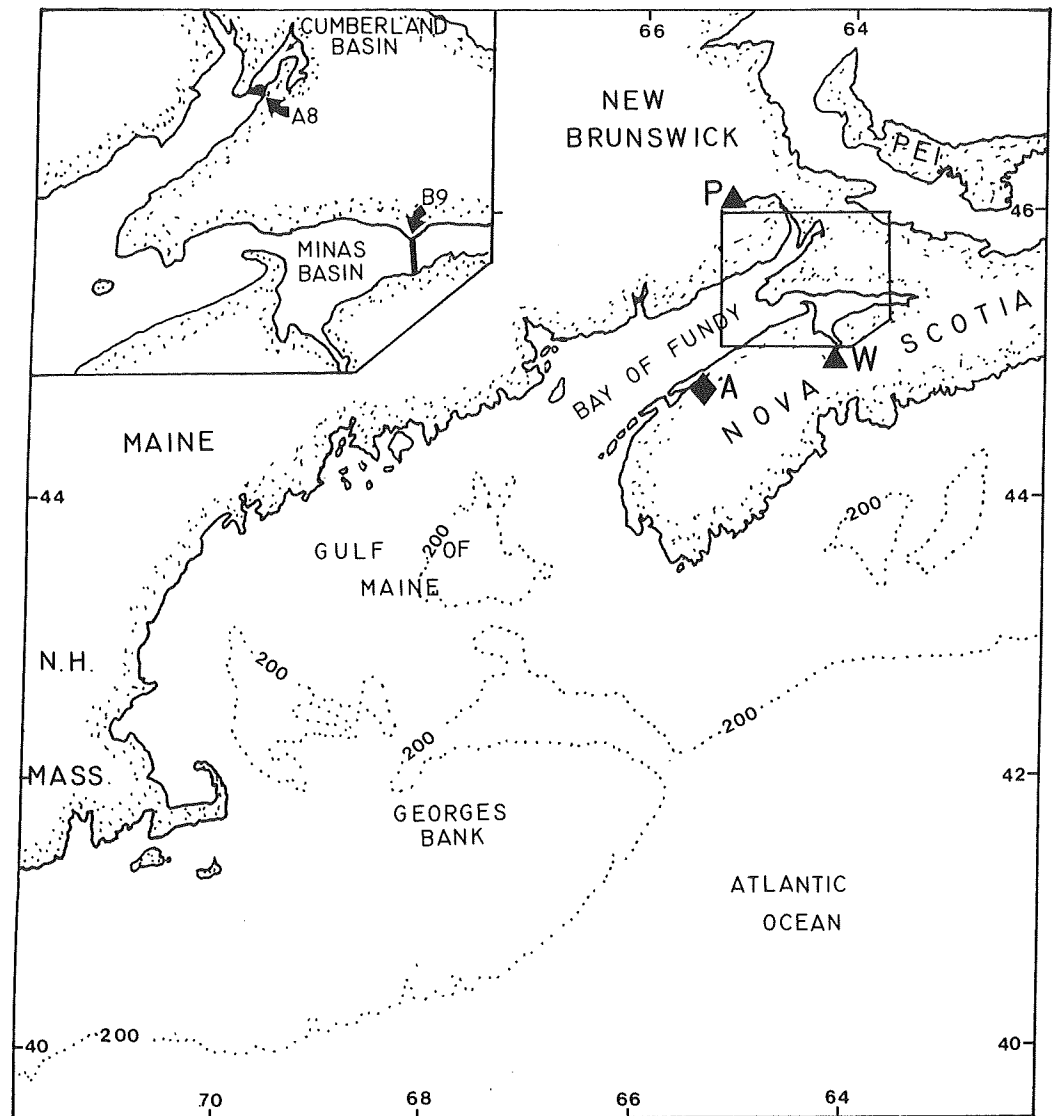 CUMBERLAND
BASIN
A8
B9
MINAS
BASIN
66
64
NEW
BRUNSWICK
PEI
P
46
BAY OF FUNDY
NOVA SCOTIA
W
A
MAINE
44
44
200
200
GULF OF
MAINE
N.H.
200
200
200
MASS.
42
GEORGES
BANK
ATLANTIC
OCEAN
200
40
40
70
68
66
64